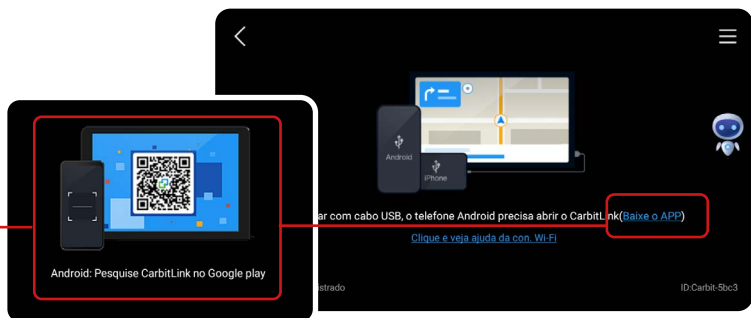 Android
iPhone
ar com cabo USB, o telefone Android precisa abrir o CarbitLink(Baixe o APP)
Clique e veja ajuda da con. Wi-Fi
istrado
ID:Carbit-5bc3
Android: Pesquise CarbitLink no Google play